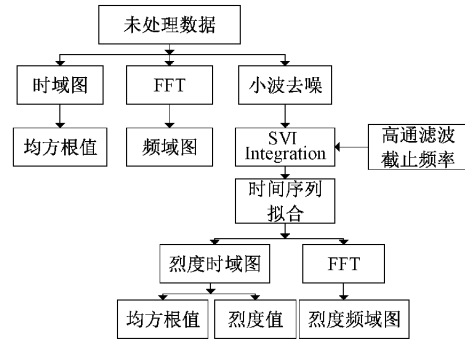 未处理数据
时域图
FFT
小波去噪
均方根值
频域图
SVI
Integration
高通滤波
截止频率
时间序列
拟合
烈度时域图
FFT
均方根值
烈度值
烈度频域图